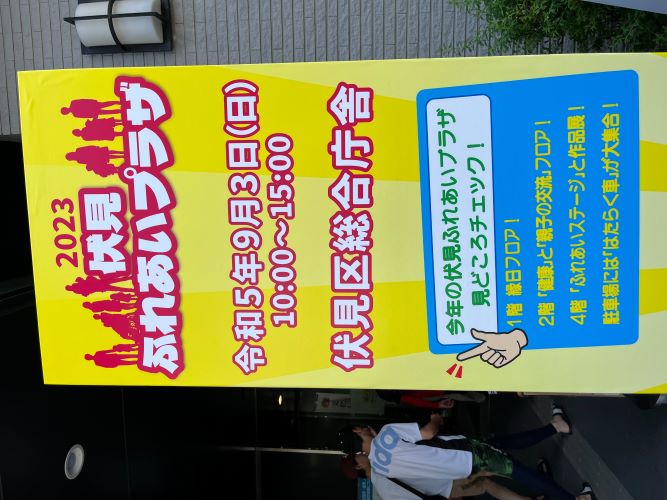 2023
伏見
ふれあいプラザ
令和5年9月3日(日)
10:00〜15:00
伏見区総合庁舎
今年の伏見ふれあいプラザ
見どころチェック！
1階 縁日フロア！
2階 「健康」と「親子の交流」フロア！
4階 「ふれあいステージ」と作品展！
駐車場には「はたらく車」が大集合！